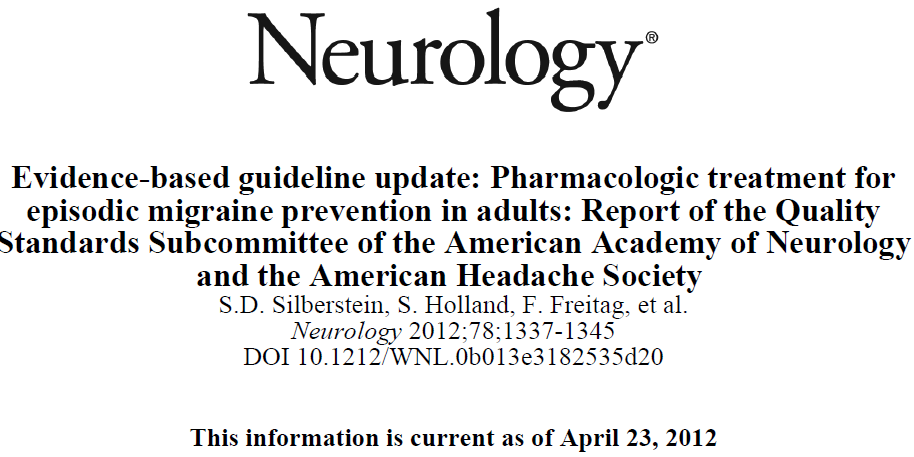 Neurology®
Evidence-based guideline update: Pharmacologic treatment for
episodic migraine prevention in adults: Report of the Quality
Standards Subcommittee of the American Academy of Neurology
and the American Headache Society
S.D. Silberstein, S. Holland, F. Freitag, et al.
Neurology 2012;78;1337-1345
DOI 10.1212/WNL.0b013e3182535d20
This information is current as of April 23, 2012